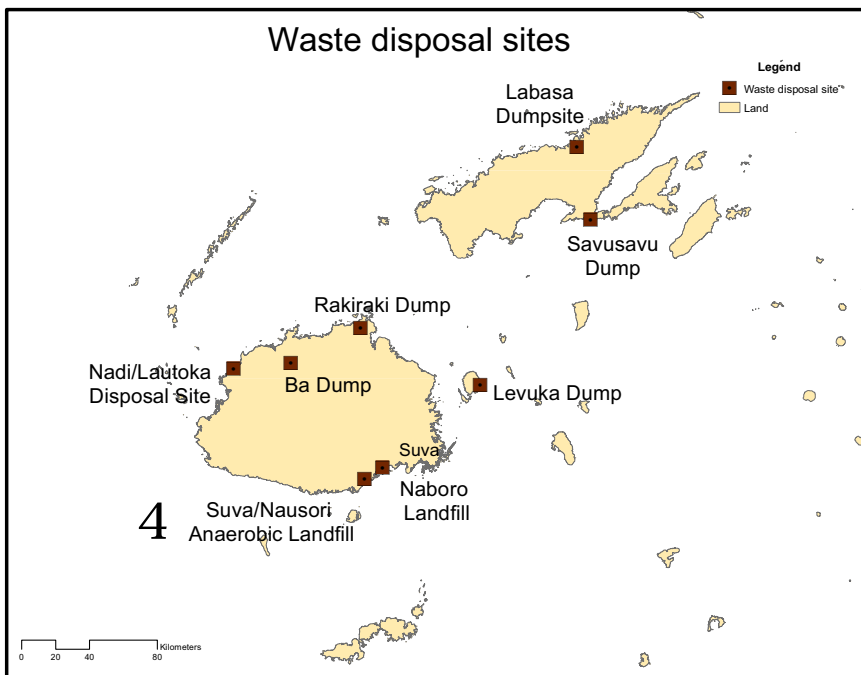 Waste disposal sites
Legend
Waste disposal site
Land
Labasa
Dumpsite
Savusavu
Dump
Rakiraki Dump
Nadi/Lautoka
Disposal Site
Ba Dump
Levuka Dump
Suva
Naboro
Landfill
Suva/Nausori
Anaerobic Landfill
4
Kilometers
0 20 40 80